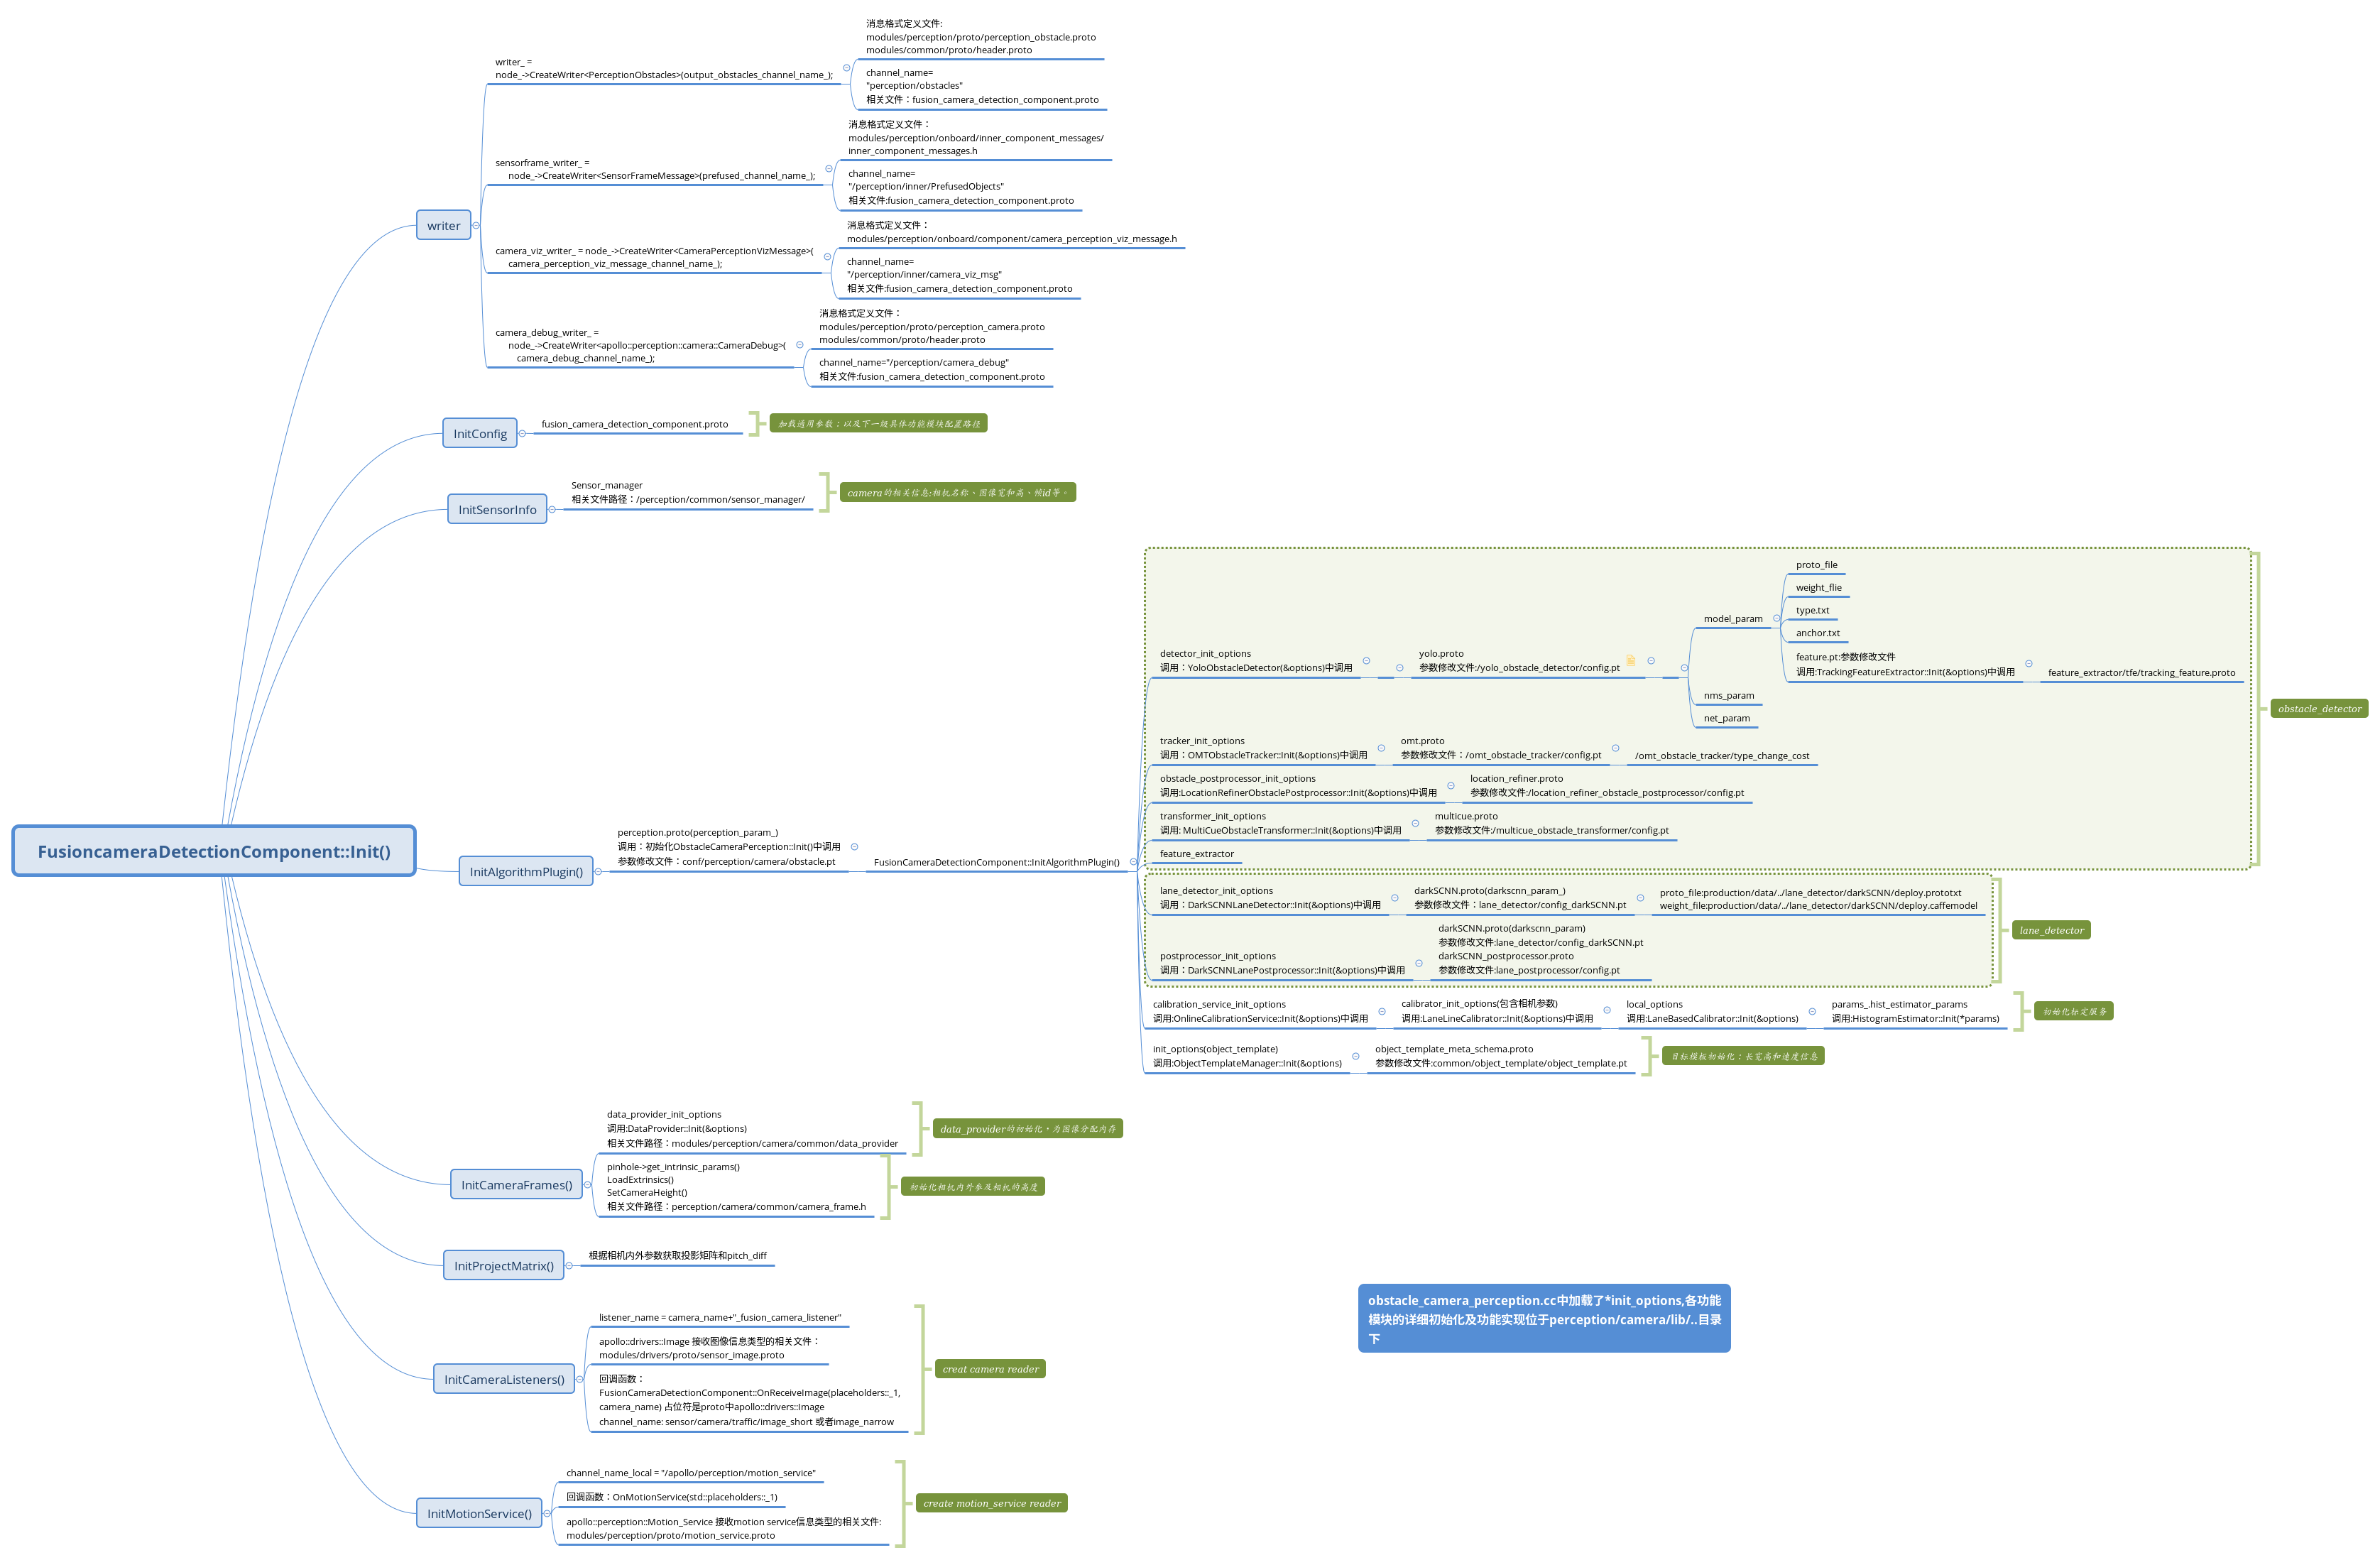 FusioncameraDetectionComponent::Init()
writer
writer_ =
node_->CreateWriter<PerceptionObstacles>(output_obstacles_channel_name_);
消息格式定义文件:
modules/perception/proto/perception_obstacle.proto
modules/common/proto/header.proto
channel_name=
"perception/obstacles"
相关文件：fusion_camera_detection_component.proto
sensorframe_writer_ =
node_->CreateWriter<SensorFrameMessage>(prefused_channel_name_);
消息格式定义文件：
modules/perception/onboard/inner_component_messages/
inner_component_messages.h
channel_name=
"/perception/inner/PrefusedObjects"
相关文件:fusion_camera_detection_component.proto
camera_viz_writer_ = node_->CreateWriter<CameraPerceptionVizMessage>(
camera_perception_viz_message_channel_name_);
消息格式定义文件：
modules/perception/onboard/component/camera_perception_viz_message.h
channel_name=
"/perception/inner/camera_viz_msg"
相关文件:fusion_camera_detection_component.proto
camera_debug_writer_ =
node_->CreateWriter<apollo::perception::camera::CameraDebug>(
camera_debug_channel_name_);
消息格式定义文件：
modules/perception/proto/perception_camera.proto
modules/common/proto/header.proto
channel_name="/perception/camera_debug"
相关文件:fusion_camera_detection_component.proto
InitConfig
fusion_camera_detection_component.proto
加载通用参数：以及下一级具体功能模块配置路径
InitSensorInfo
Sensor_manager
相关文件路径：/perception/common/sensor_manager/
camera的相关信息:相机名称、图像宽和高、帧id等。
InitAlgorithmPlugin()
perception.proto(perception_param_)
调用：初始化ObstacleCameraPerception::Init()中调用
参数修改文件：conf/perception/camera/obstacle.pt
FusionCameraDetectionComponent::InitAlgorithmPlugin()
detector_init_options
调用：YoloObstacleDetector(&options)中调用
yolo.proto
参数修改文件:/yolo_obstacle_detector/config.pt
model_param
proto_file
weight_flie
type.txt
anchor.txt
feature.pt:参数修改文件
调用:TrackingFeatureExtractor::Init(&options)中调用
feature_extractor/tfe/tracking_feature.proto
nms_param
net_param
tracker_init_options
调用：OMTObstacleTracker::Init(&options)中调用
omt.proto
参数修改文件：/omt_obstacle_tracker/config.pt
/omt_obstacle_tracker/type_change_cost
obstacle_postprocessor_init_options
调用:LocationRefinerObstaclePostprocessor::Init(&options)中调用
location_refiner.proto
参数修改文件:/location_refiner_obstacle_postprocessor/config.pt
transformer_init_options
调用: MultiCueObstacleTransformer::Init(&options)中调用
multicue.proto
参数修改文件:/multicue_obstacle_transformer/config.pt
feature_extractor
obstacle_detector
lane_detector_init_options
调用：DarkSCNNLaneDetector::Init(&options)中调用
darkSCNN.proto(darkscnn_param_)
参数修改文件：lane_detector/config_darkSCNN.pt
proto_file:production/data/../lane_detector/darkSCNN/deploy.prototxt
weight_file:production/data/../lane_detector/darkSCNN/deploy.caffemodel
postprocessor_init_options
调用：DarkSCNNLanePostprocessor::Init(&options)中调用
darkSCNN.proto(darkscnn_param)
参数修改文件:lane_detector/config_darkSCNN.pt
darkSCNN_postprocessor.proto
参数修改文件:lane_postprocessor/config.pt
lane_detector
calibration_service_init_options
调用:OnlineCalibrationService::Init(&options)中调用
calibrator_init_options(包含相机参数)
调用:LaneLineCalibrator::Init(&options)中调用
local_options
调用:LaneBasedCalibrator::Init(&options)
params_.hist_estimator_params
调用:HistogramEstimator::Init(*params)
初始化标定服务
init_options(object_template)
调用:ObjectTemplateManager::Init(&options)
object_template_meta_schema.proto
参数修改文件:common/object_template/object_template.pt
目标模板初始化：长宽高和速度信息
InitCameraFrames()
data_provider_init_options
调用:DataProvider::Init(&options)
相关文件路径：modules/perception/camera/common/data_provider
data_provider的初始化，为图像分配内存
pinhole->get_intrinsic_params()
LoadExtrinsics()
SetCameraHeight()
相关文件路径：perception/camera/common/camera_frame.h
初始化相机内外参及相机的高度
InitProjectMatrix()
根据相机内外参数获取投影矩阵和pitch_diff
obstacle_camera_perception.cc中加载了*init_options,各功能
模块的详细初始化及功能实现位于perception/camera/lib/..目录
下
InitCameraListeners()
listener_name = camera_name+"_fusion_camera_listener"
apollo::drivers::Image 接收图像信息类型的相关文件：
modules/drivers/proto/sensor_image.proto
回调函数：
FusionCameraDetectionComponent::OnReceiveImage(placeholders::_1,
camera_name) 占位符是proto中apollo::drivers::Image
channel_name: sensor/camera/traffic/image_short 或者image_narrow
creat camera reader
InitMotionService()
channel_name_local = "/apollo/perception/motion_service"
回调函数：OnMotionService(std::placeholders::_1)
apollo::perception::Motion_Service 接收motion service信息类型的相关文件:
modules/perception/proto/motion_service.proto
create motion_service reader